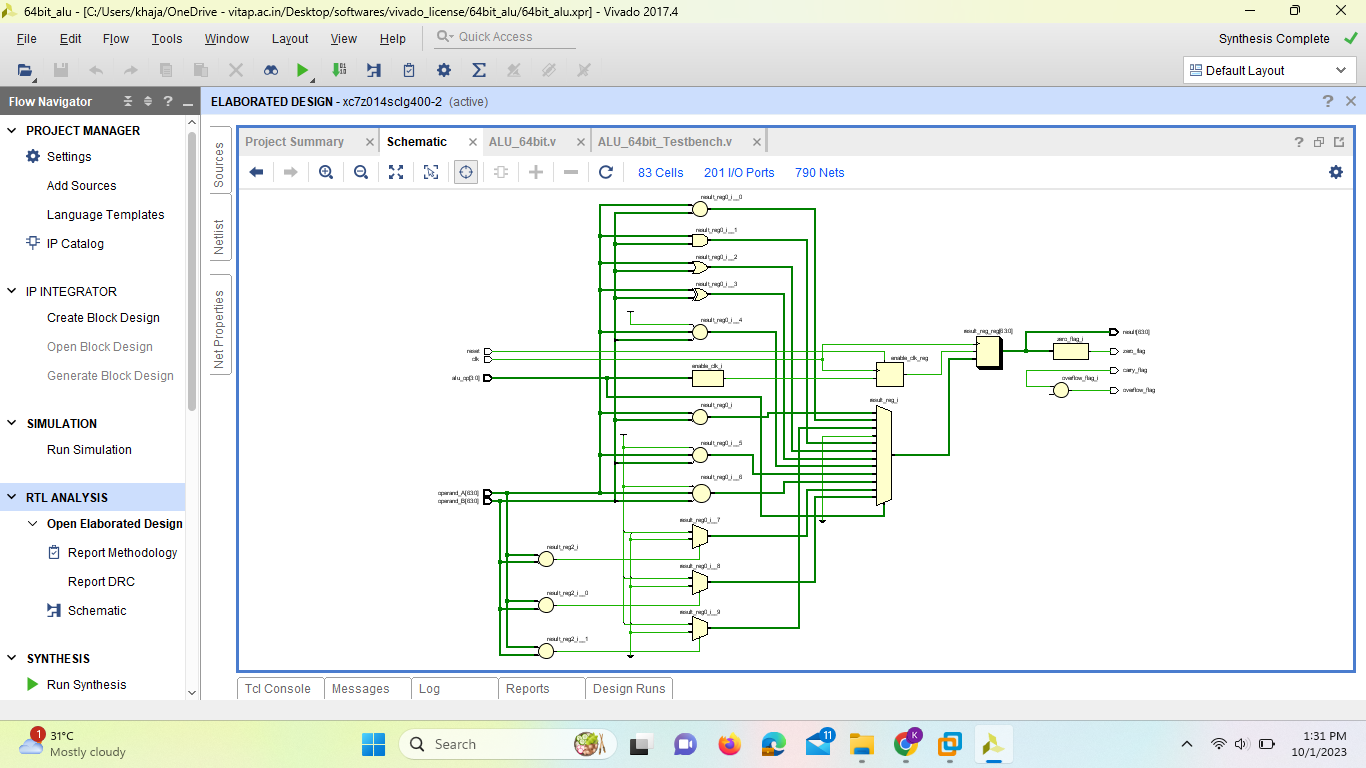 64bit_alu - [C:/Users/khaja/OneDrive - vitap.ac.in/Desktop/softwares/vivado_license/64bit_alu/64bit_alu.xpr] - Vivado 2017.4
File Edit Flow Tools Window Layout View Help Quick Access
Synthesis Complete
Default Layout
Flow Navigator
ELABORATED DESIGN - xc7z014sclg400-2 (active)
PROJECT MANAGER
Settings
Add Sources
Language Templates
IP Catalog
IP INTEGRATOR
Create Block Design
Open Block Design
Generate Block Design
SIMULATION
Run Simulation
RTL ANALYSIS
Open Elaborated Design
Report Methodology
Report DRC
Schematic
SYNTHESIS
Run Synthesis
Sources
Netlist
Net Properties
Project Summary
Schematic
ALU_64bit.v
ALU_64bit_Testbench.v
83 Cells 201 I/O Ports 790 Nets
result_reg0_i__0
result_reg0_i__1
result_reg0_i__2
result_reg0_i__3
result_reg0_i__4
reset
clk
enable_clk_i
alu_op[3:0]
enable_clk_reg
result_reg_reg[63:0]
result[63:0]
zero_flag_i
zero_flag
carry_flag
overflow_flag_i
overflow_flag
result_reg0_i
result_reg_i
result_reg0_i__5
result_reg0_i__6
operand_A[63:0]
operand_B[63:0]
result_reg0_i__7
result_reg2_i
result_reg0_i__8
result_reg2_i__0
result_reg0_i__9
result_reg2_i__1
Tcl Console Messages Log Reports Design Runs
1
31°C
Mostly cloudy
Search
11
K
1:31 PM
10/1/2023